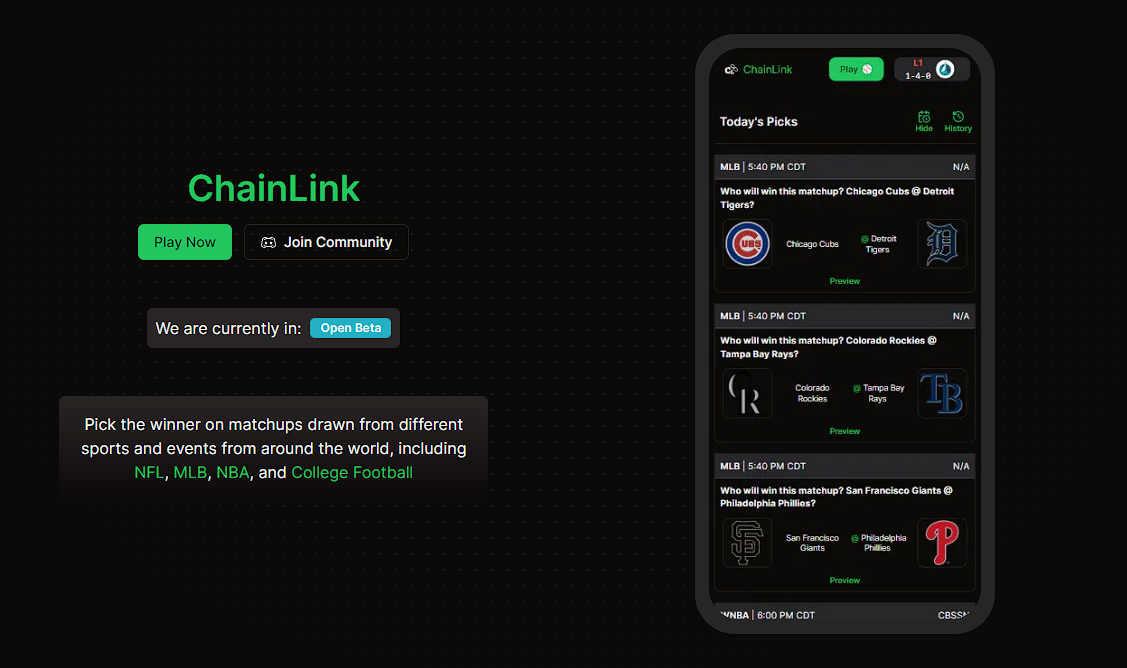 ChainLink
Play Now
Join Community
We are currently in: Open Beta
Pick the winner on matchups drawn from different
sports and events from around the world, including
NFL, MLB, NBA, and College Football
ChainLink
Play
L1
1-4-0
Today's Picks
Hide
History
MLB | 5:40 PM CDT
N/A
Who will win this matchup? Chicago Cubs @ Detroit
Tigers?
CUBS
Chicago Cubs
@ Detroit
Tigers
D
Preview
MLB | 5:40 PM CDT
N/A
Who will win this matchup? Colorado Rockies @
Tampa Bay Rays?
CR
Colorado
Rockies
@ Tampa Bay
Rays
TB
Preview
MLB | 5:40 PM CDT
N/A
Who will win this matchup? San Francisco Giants @
Philadelphia Phillies?
SF
San Francisco
Giants
@ Philadelphia
Phillies
P
Preview
WNBA | 6:00 PM CDT
CBSSN